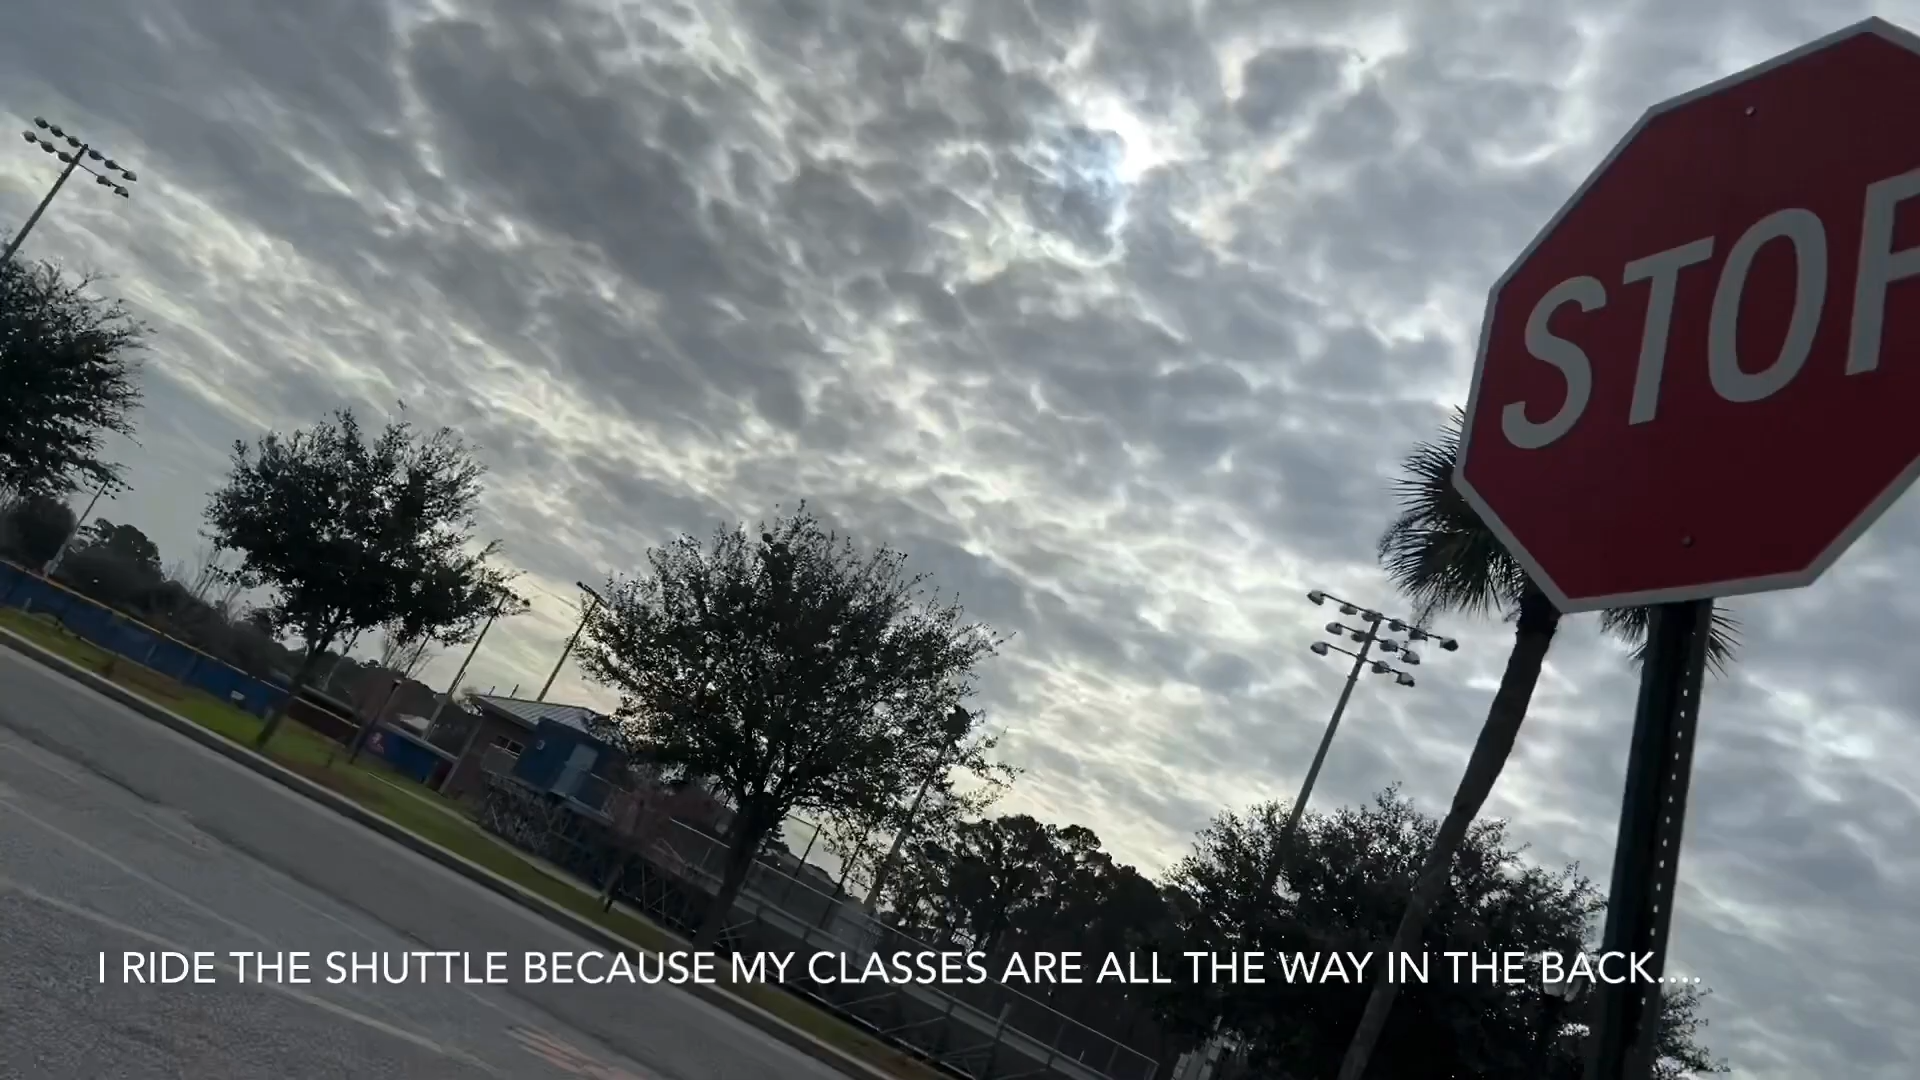 STOP
I RIDE THE SHUTTLE BECAUSE MY CLASSES ARE ALL THE WAY IN THE BACK....